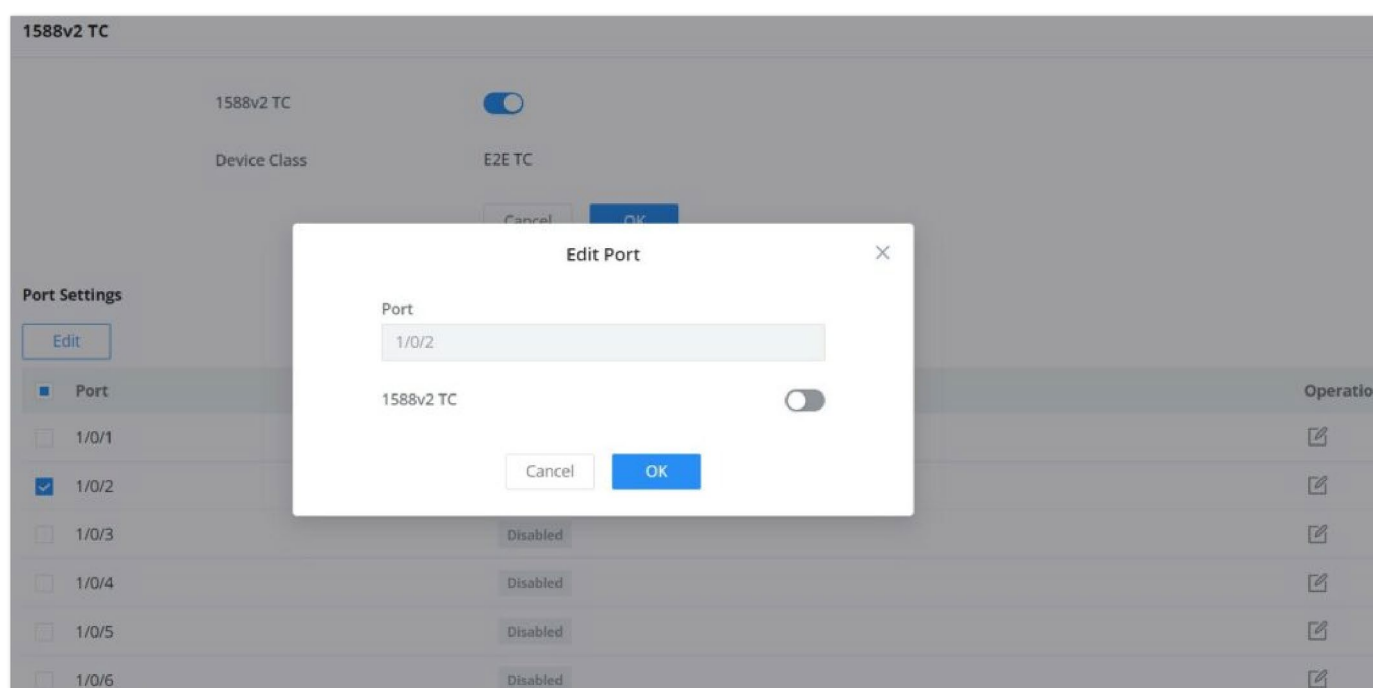 1588v2 TC
1588v2 TC
Device Class E2E TC
Cancel OK
Edit Port
Port
1/0/2
1588v2 TC
Cancel OK
Port Settings
Edit
Port Operatio
1/0/1
1/0/2
1/0/3 Disabled
1/0/4 Disabled
1/0/5 Disabled
1/0/6 Disabled